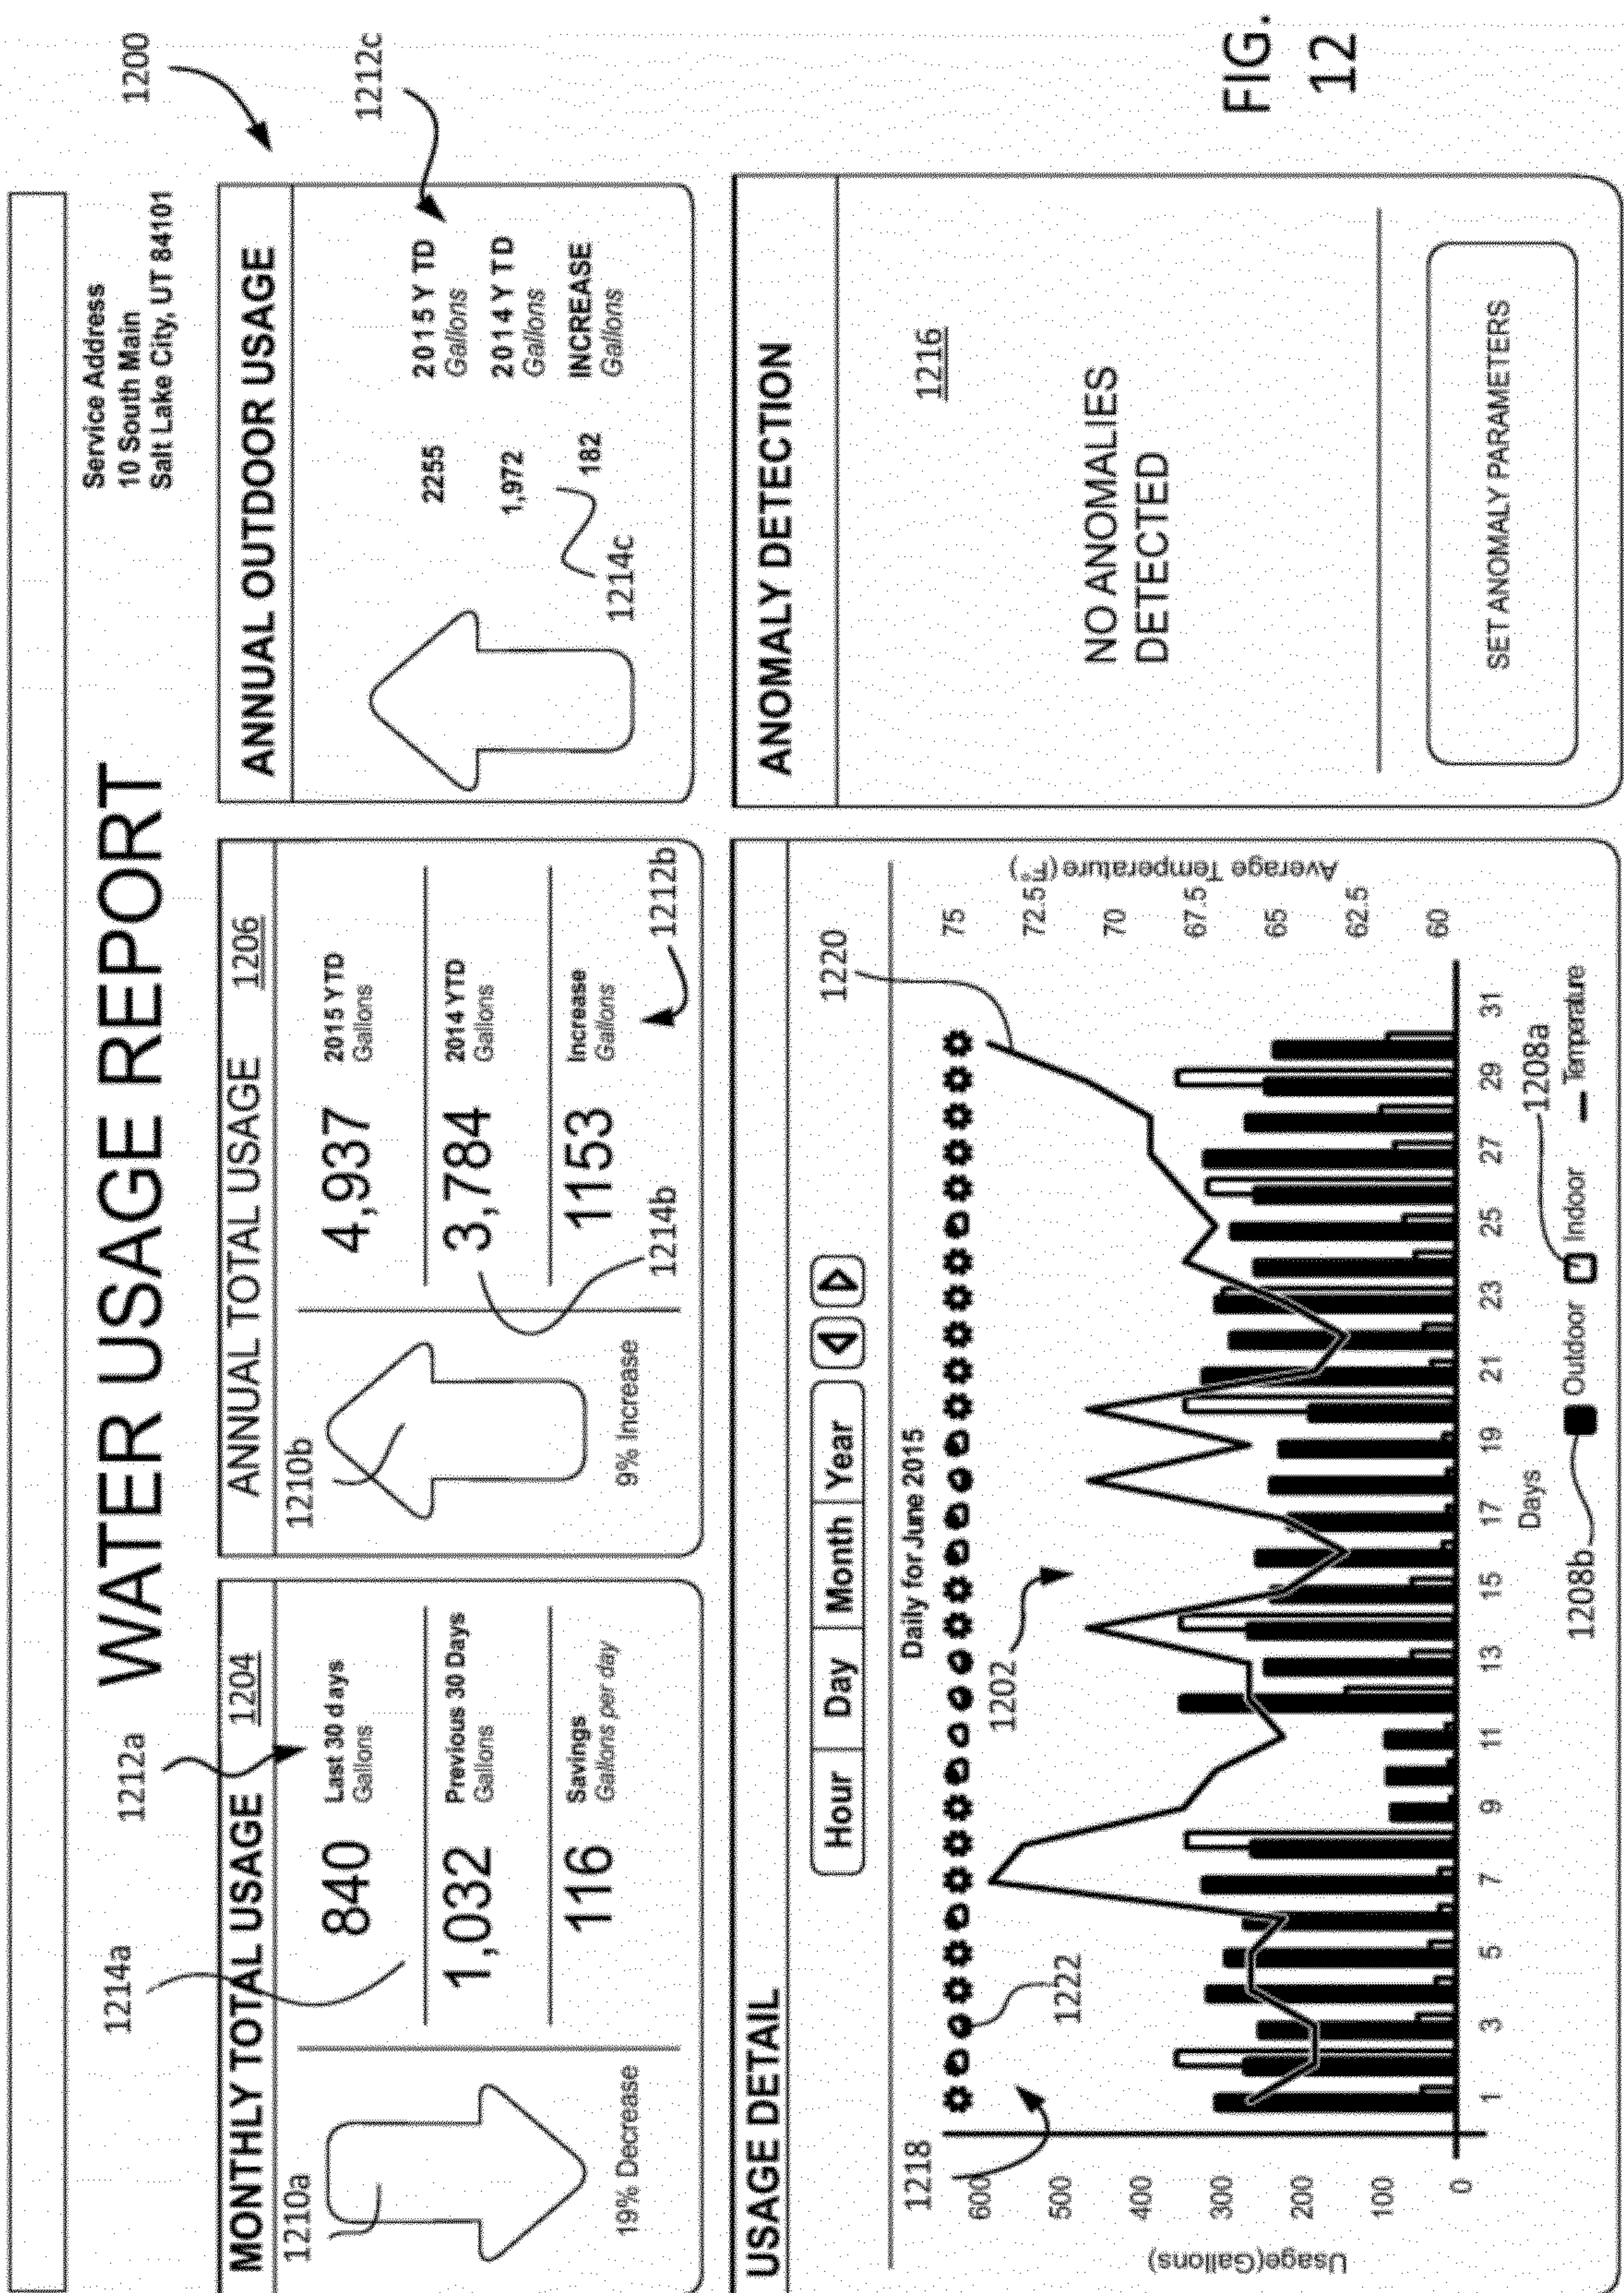 1200
FIG.
12
WATER USAGE REPORT
Service Address
10 South Main
Salt Lake City, UT 84101
1214a
1212a
MONTHLY TOTAL USAGE 1204
1210a
19% Decrease
840 Last 30 days
Gallons
1,032 Previous 30 Days
Gallons
116 Savings
Gallons per day
ANNUAL TOTAL USAGE 1206
1210b
9% Increase
4,937 2015 YTD
Gallons
3,784 2014 YTD
Gallons
1153 Increase
Gallons
1214b
1212b
ANNUAL OUTDOOR USAGE
1212c
2255 2015 Y TD
Gallons
1,972 2014 Y TD
Gallons
182 INCREASE
Gallons
1214c
USAGE DETAIL
Hour Day Month Year
1220
Daily for June 2015
1218
1222
1202
Usage(Gallons)
600
500
400
300
200
100
0
75
72.5
70
67.5
65
62.5
60
Average Temperature (°F)
1 3 5 7 9 11 13 15 17 19 21 23 25 27 29 31
Days
1208b
Outdoor Indoor Temperature
1208a
ANOMALY DETECTION
1216
NO ANOMALIES
DETECTED
SET ANOMALY PARAMETERS